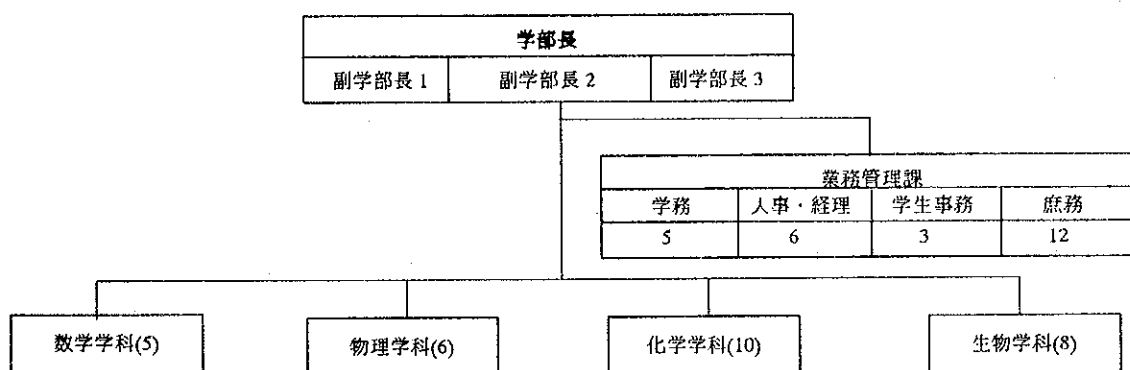 学部長
副学部長1 副学部長2 副学部長3
業務管理課
学務 人事・経理 学生事務 庶務
5 6 3 12
数学学科(5) 物理学科(6) 化学学科(10) 生物学科(8)